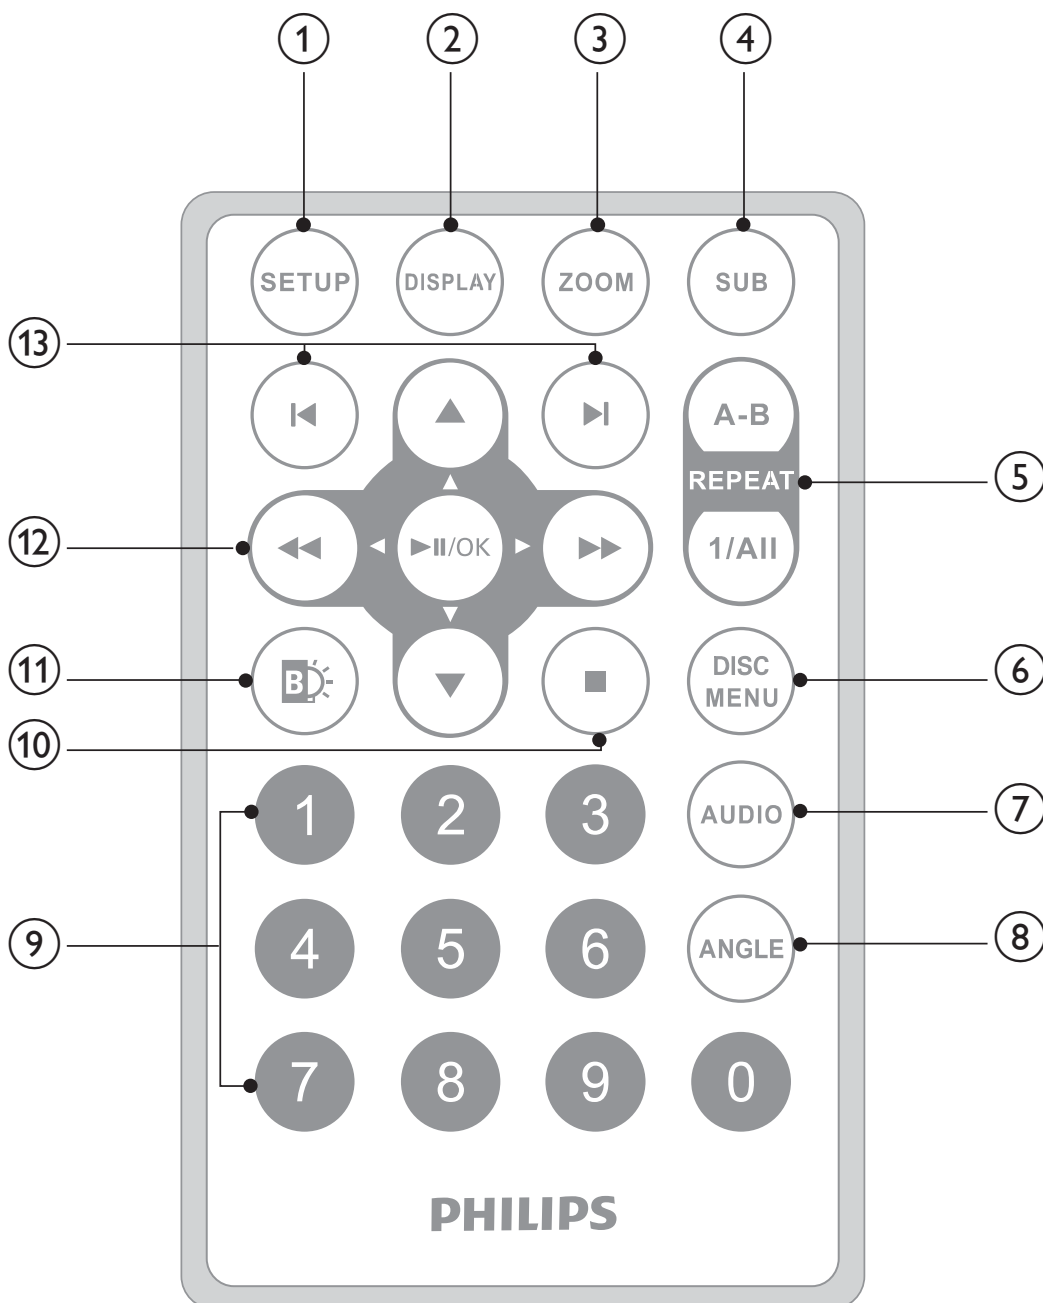 1 2 3 4
SETUP DISPLAY ZOOM SUB
13
A-B
REPEAT 5
12 /OK 1/All
11 B DISC MENU 6
10
1 2 3 AUDIO 7
9 4 5 6 ANGLE 8
7 8 9 0
PHILIPS